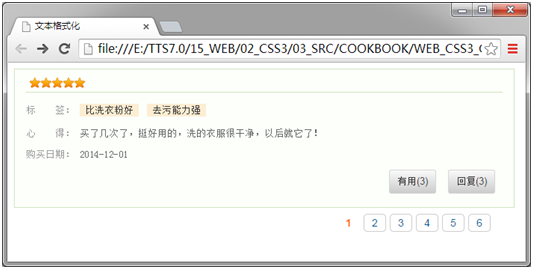 文本格式化
file:///E:/TTS7.0/15_WEB/02_CSS3/03_SRC/COOKBOOK/WEB_CSS3_
标 签： 比洗衣粉好 去污能力强
心 得： 买了几次了，挺好用的，洗的衣服很干净，以后就它了！
购买日期： 2014-12-01
有用(3) 回复(3)
1 2 3 4 5 6